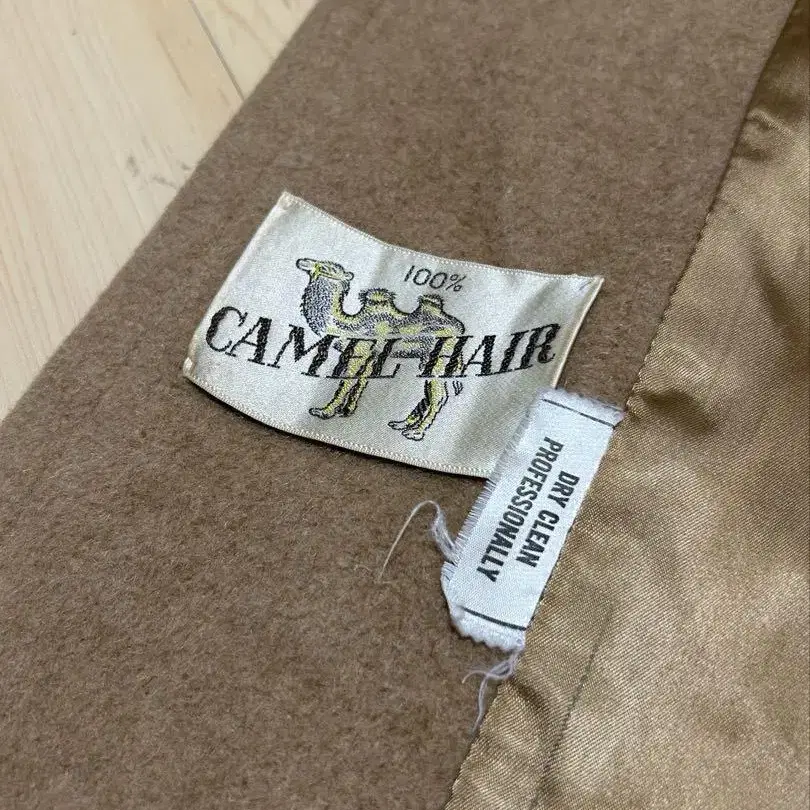 100%
CAMEL HAIR
DRY CLEAN
PROFESSIONALLY